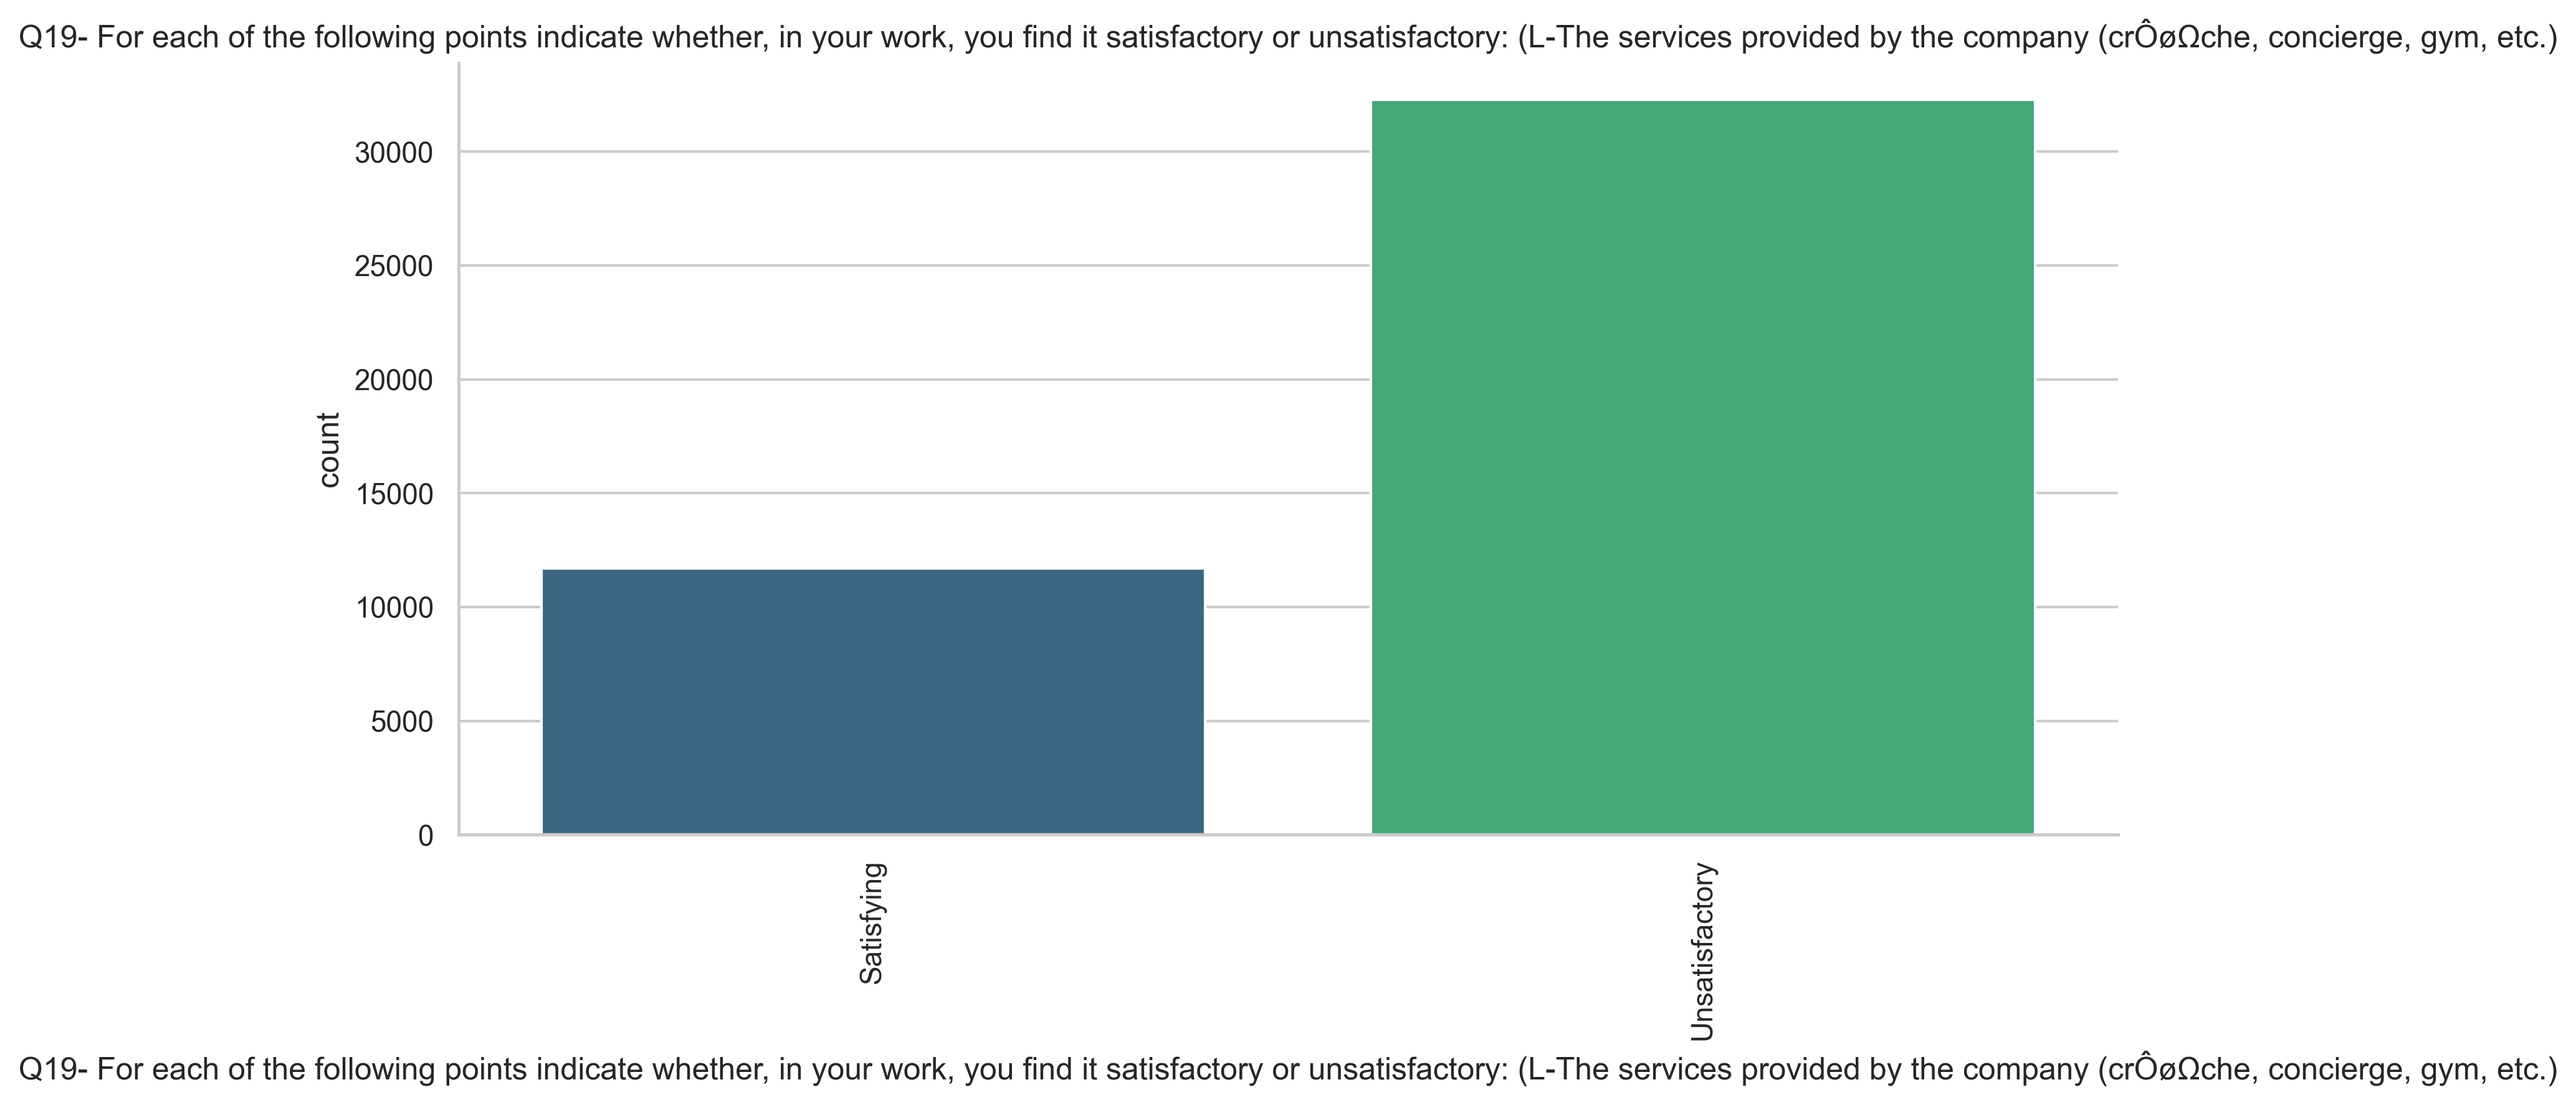 Q19- For each of the following points indicate whether, in your work, you find it satisfactory or unsatisfactory: (L-The services provided by the company (crÔøΩche, concierge, gym, etc.)
30000
25000
20000
15000
10000
5000
0
count
Satisfying
Unsatisfactory
Q19- For each of the following points indicate whether, in your work, you find it satisfactory or unsatisfactory: (L-The services provided by the company (crÔøΩche, concierge, gym, etc.)